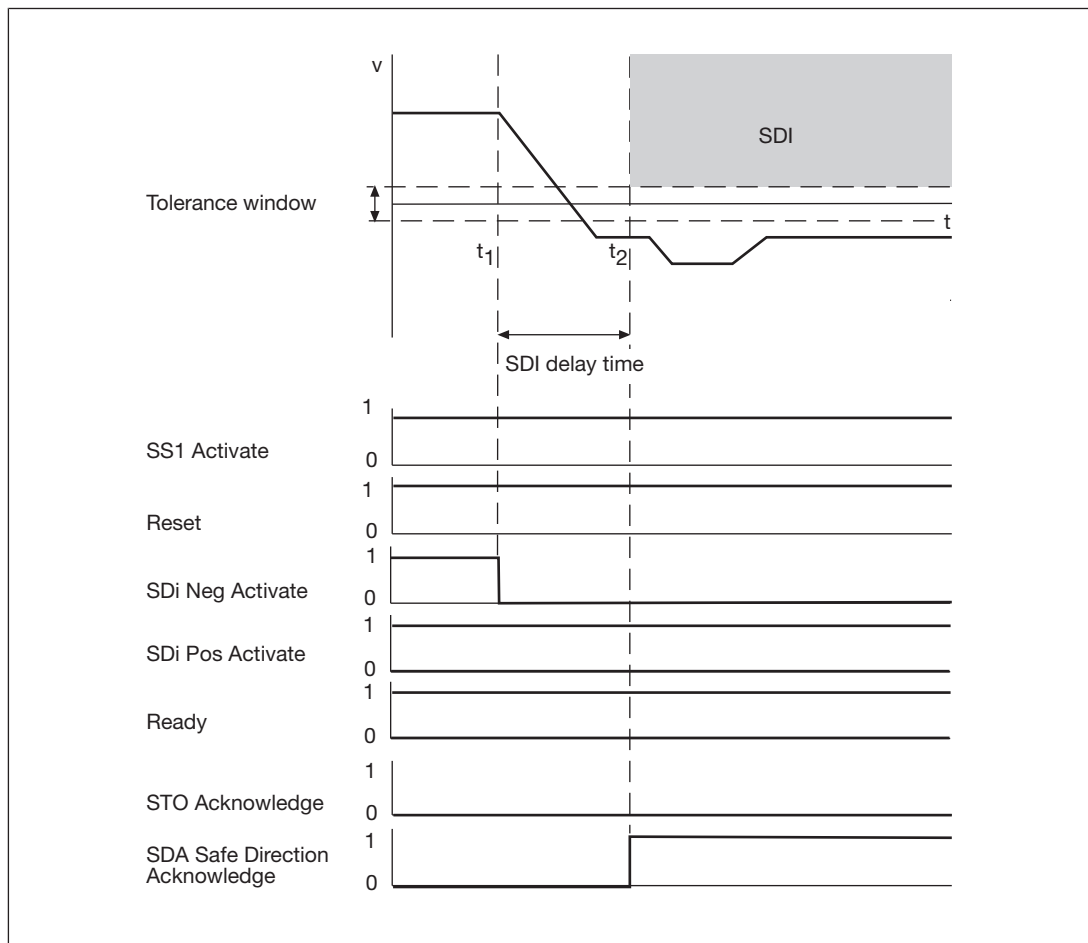 v
SDI
Tolerance window
t
t1
t2
SDI delay time
1
SS1 Activate
0
1
Reset
0
1
SDi Neg Activate
0
1
SDi Pos Activate
0
1
Ready
0
1
STO Acknowledge
0
1
SDA Safe Direction
Acknowledge
0